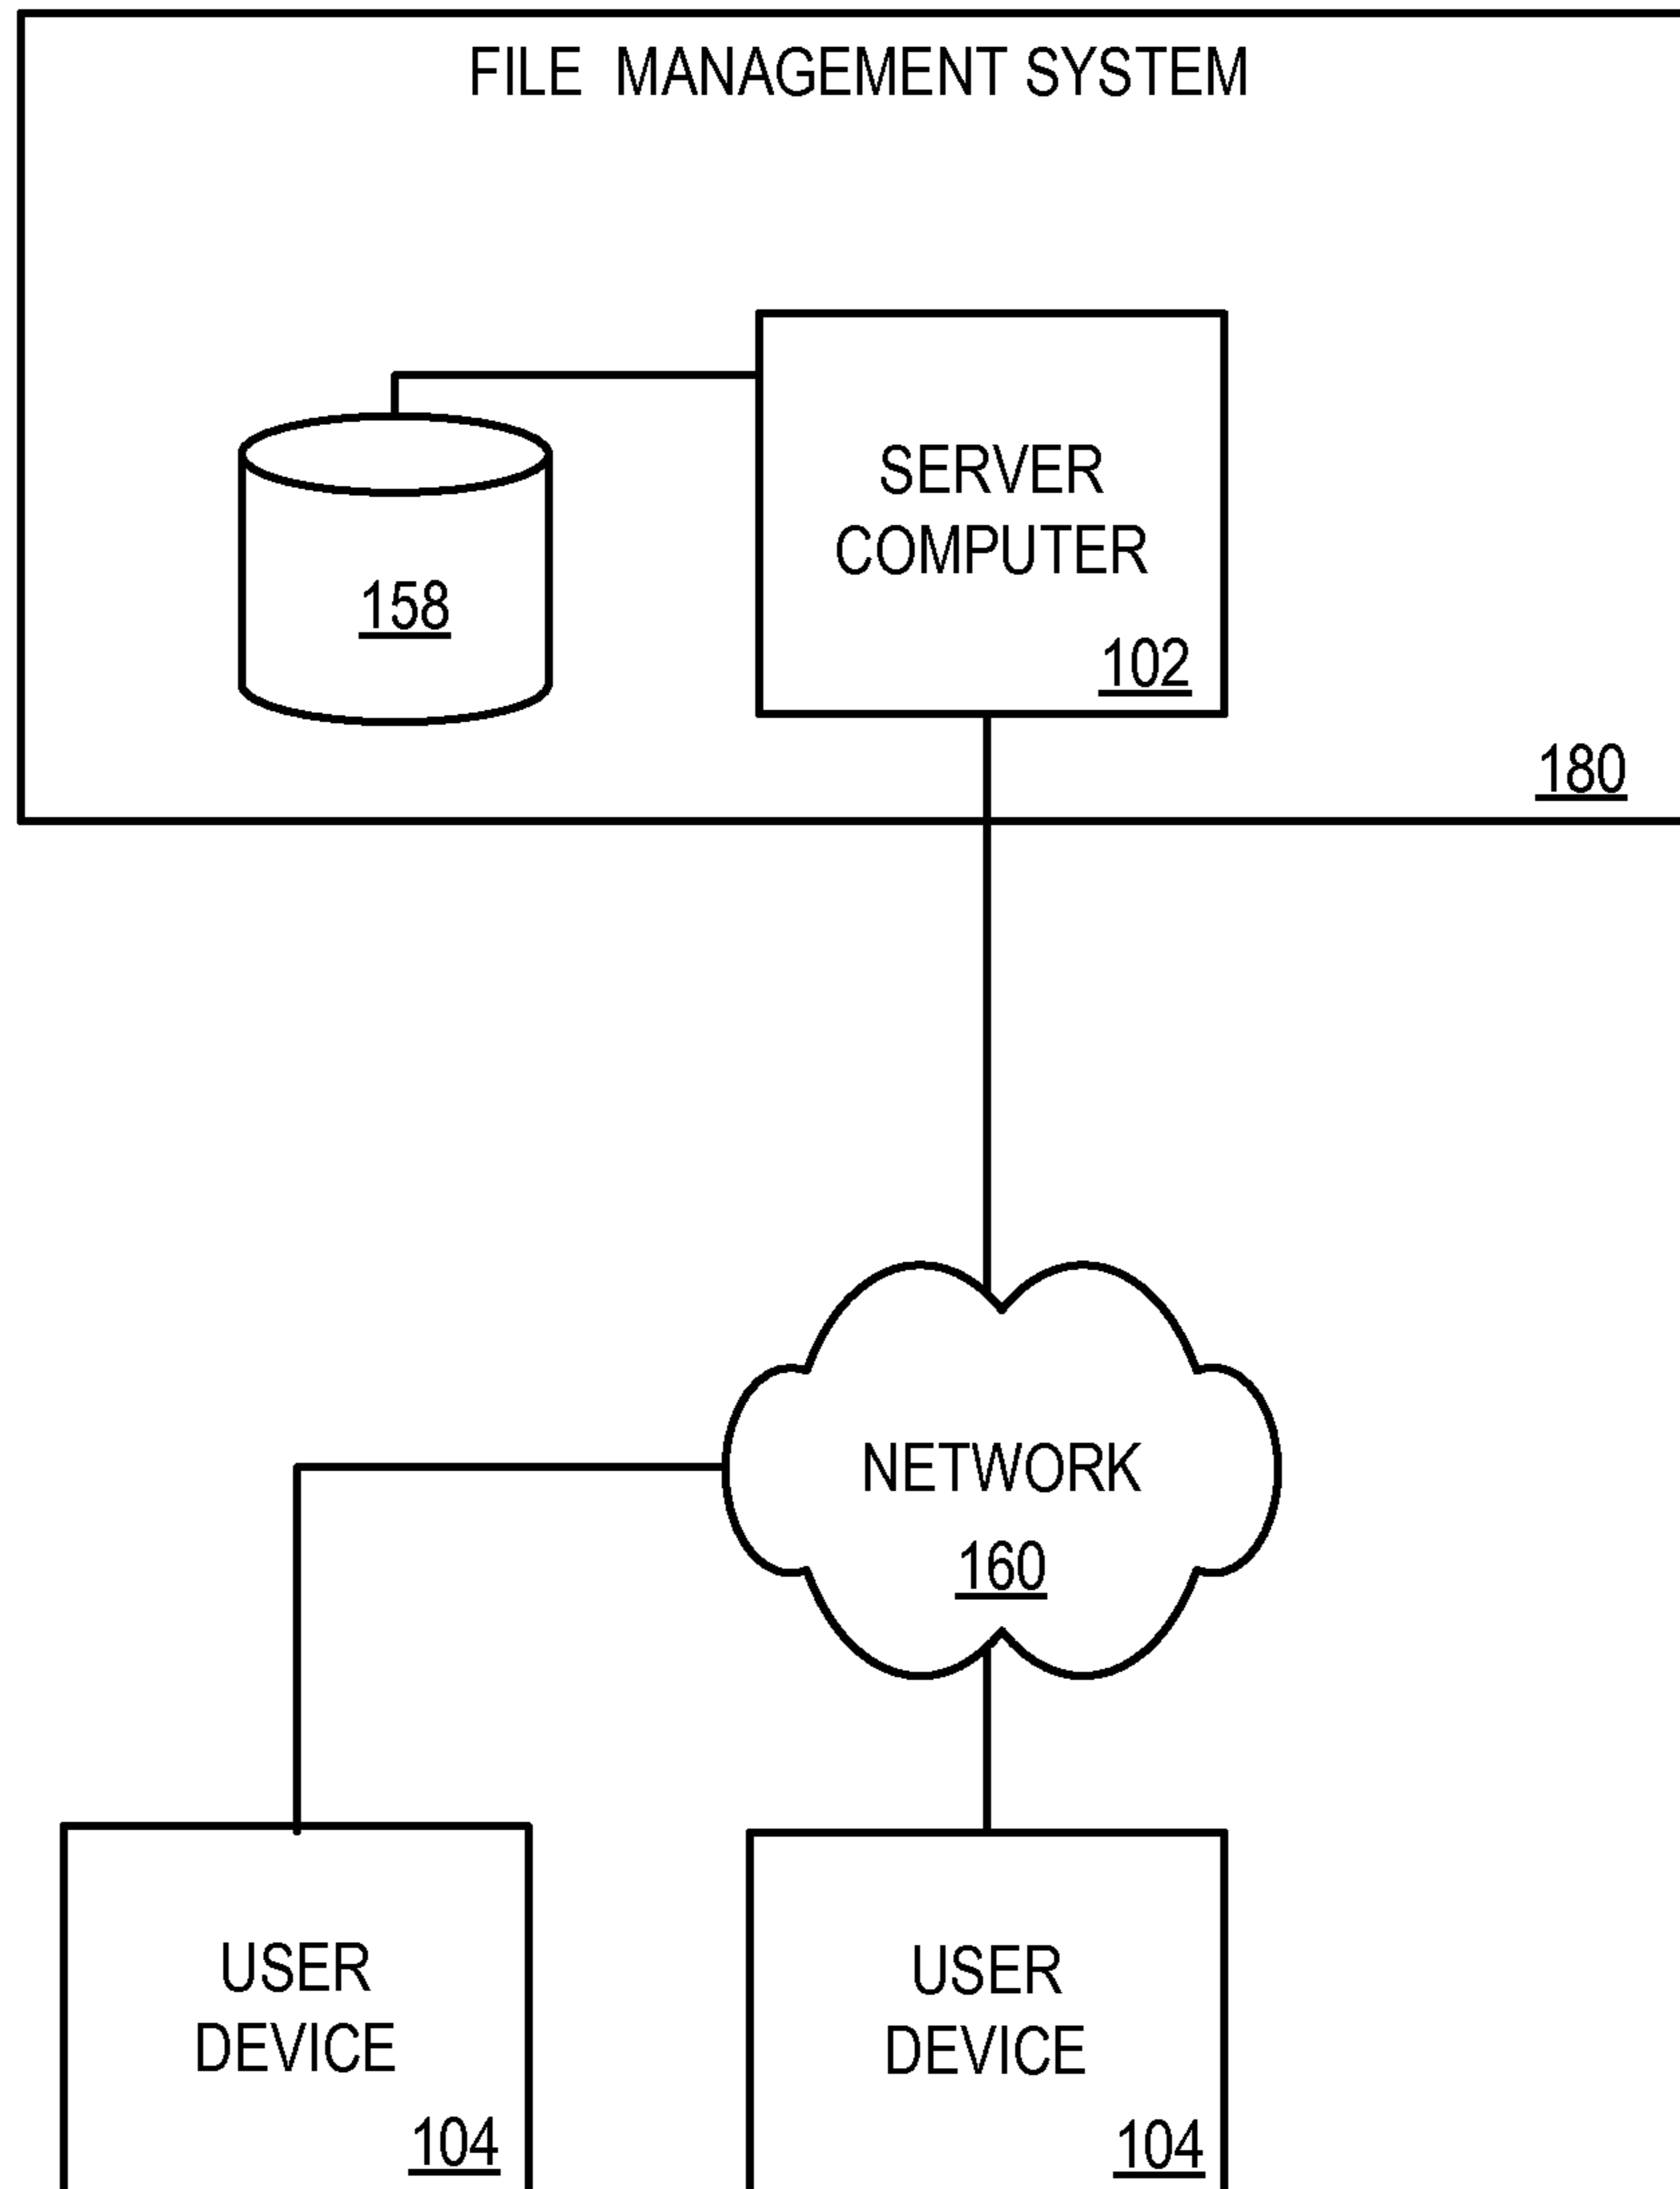 FILE MANAGEMENT SYSTEM
SERVER
COMPUTER
158
102
180
NETWORK
160
USER
DEVICE
104
USER
DEVICE
104